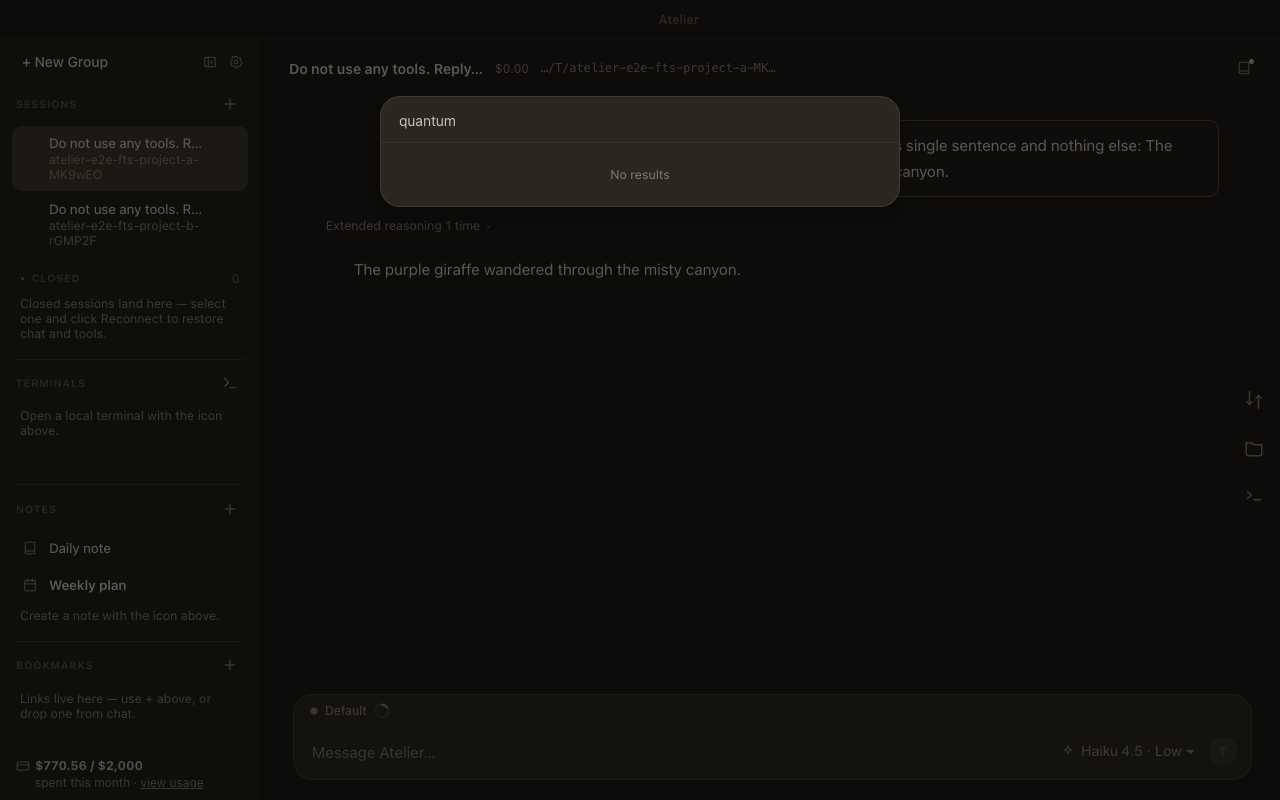 Atelier
+ New Group
SESSIONS
Do not use any tools. R...
atelier-e2e-fts-project-a-
MK9wEO
Do not use any tools. R...
atelier-e2e-fts-project-b-
rGMP2F
CLOSED
0
Closed sessions land here — select
one and click Reconnect to restore
chat and tools.
TERMINALS
Open a local terminal with the icon
above.
NOTES
Daily note
Weekly plan
Create a note with the icon above.
BOOKMARKS
Links live here — use + above, or
drop one from chat.
$770.56 / $2,000
spent this month · view usage
Do not use any tools. Reply... $0.00 …/T/atelier-e2e-fts-project-a-MK…
quantum
No results
single sentence and nothing else: The
canyon.
Extended reasoning 1 time
The purple giraffe wandered through the misty canyon.
Default
Message Atelier...
Haiku 4.5 · Low